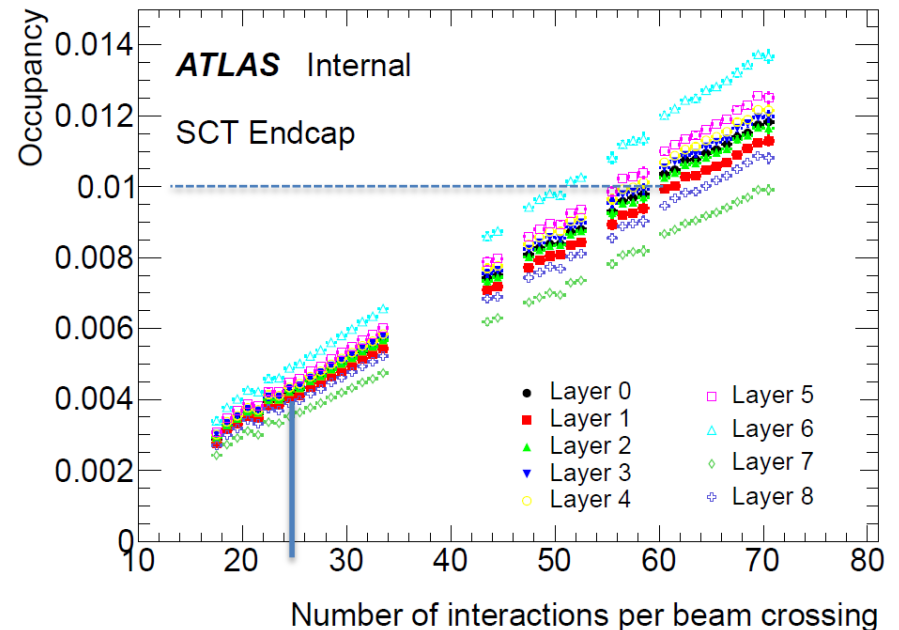 Occupancy
0.014
0.012
0.01
0.008
0.006
0.004
0.002
0
ATLAS Internal
SCT Endcap
Layer 0
Layer 1
Layer 2
Layer 3
Layer 4
Layer 5
Layer 6
Layer 7
Layer 8
10 20 30 40 50 60 70 80
Number of interactions per beam crossing